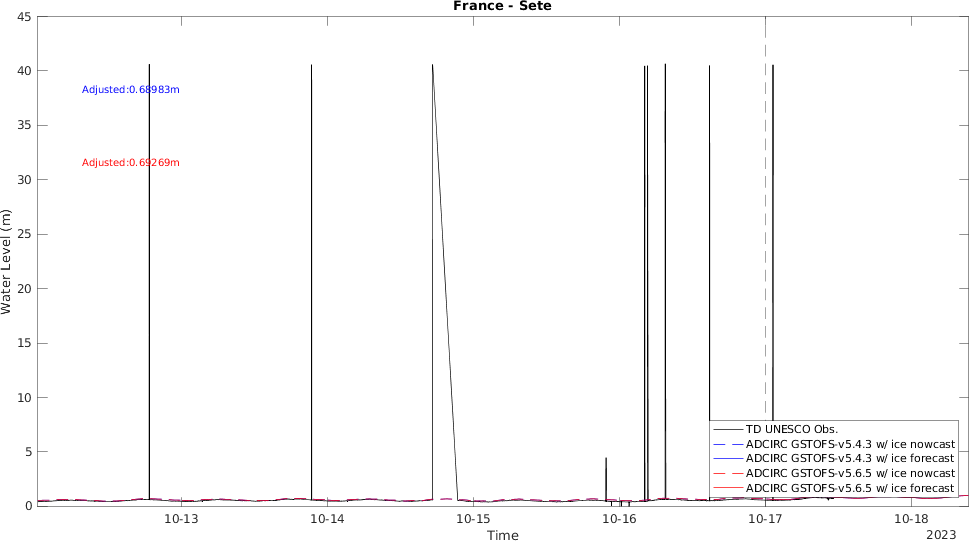 France - Sete
45
40
35
30
25
20
15
10
5
0
Water Level (m)
Adjusted:0.68983m
Adjusted:0.69269m
TD UNESCO Obs.
ADCIRC GSTOFS-v5.4.3 w/ ice nowcast
ADCIRC GSTOFS-v5.4.3 w/ ice forecast
ADCIRC GSTOFS-v5.6.5 w/ ice nowcast
ADCIRC GSTOFS-v5.6.5 w/ ice forecast
10-13 10-14 10-15 10-16 10-17 10-18
Time
2023